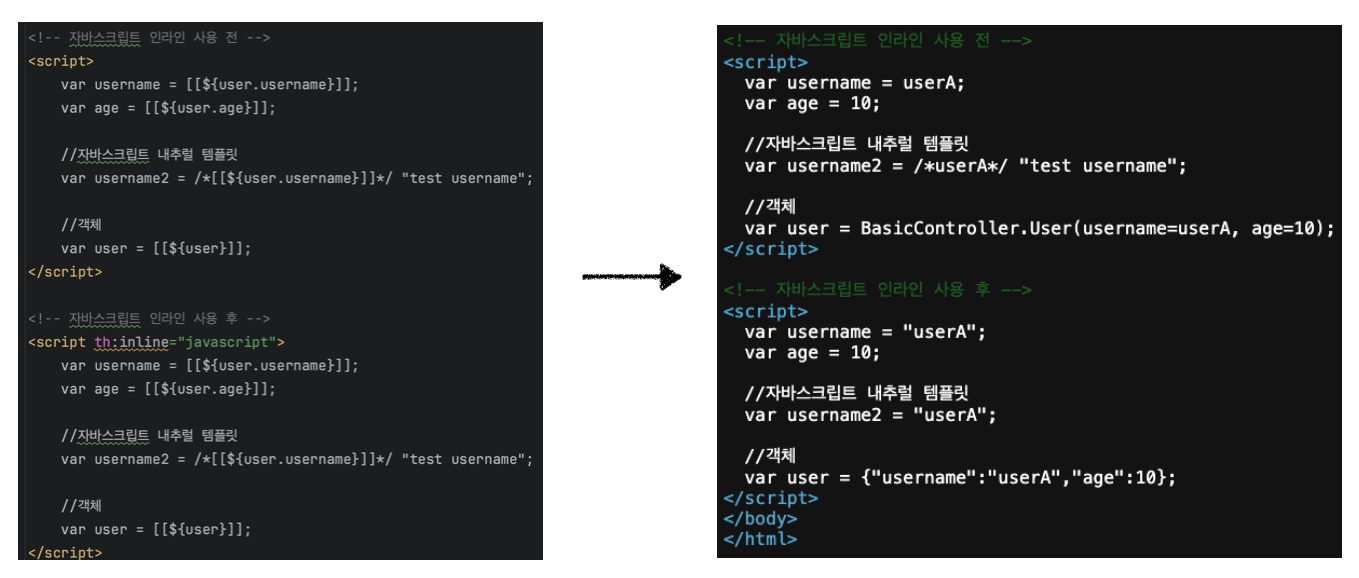 <!-- 자바스크립트 인라인 사용 전 -->
<script>
var username = [[${user.username}]];
var age = [[${user.age}]];
//자바스크립트 내추럴 템플릿
var username2 = /*[[${user.username}]]*/ "test username";
//객체
var user = [[${user}]];
</script>
<!-- 자바스크립트 인라인 사용 후 -->
<script th:inline="javascript">
var username = [[${user.username}]];
var age = [[${user.age}]];
//자바스크립트 내추럴 템플릿
var username2 = /*[[${user.username}]]*/ "test username";
//객체
var user = [[${user}]];
</script>
<!-- 자바스크립트 인라인 사용 전 -->
<script>
var username = userA;
var age = 10;
//자바스크립트 내추럴 템플릿
var username2 = /*userA*/ "test username";
//객체
var user = BasicController.User(username=userA, age=10);
</script>
<!-- 자바스크립트 인라인 사용 후 -->
<script>
var username = "userA";
var age = 10;
//자바스크립트 내추럴 템플릿
var username2 = "userA";
//객체
var user = {"username":"userA","age":10};
</script>
</body>
</html>